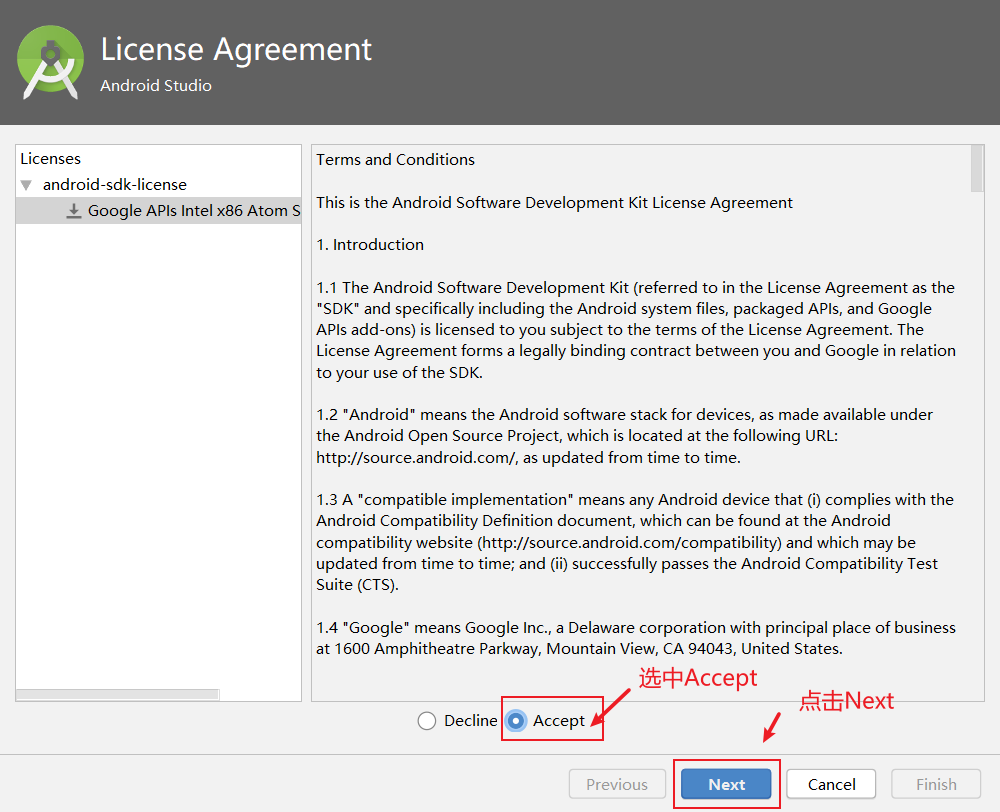 License Agreement
Android Studio
Licenses
android-sdk-license
Google APIs Intel x86 Atom S
Terms and Conditions
This is the Android Software Development Kit License Agreement
1. Introduction
1.1 The Android Software Development Kit (referred to in the License Agreement as the
"SDK" and specifically including the Android system files, packaged APIs, and Google
APIs add-ons) is licensed to you subject to the terms of the License Agreement. The
License Agreement forms a legally binding contract between you and Google in relation
to your use of the SDK.
1.2 "Android" means the Android software stack for devices, as made available under
the Android Open Source Project, which is located at the following URL:
http://source.android.com/, as updated from time to time.
1.3 A "compatible implementation" means any Android device that (i) complies with the
Android Compatibility Definition document, which can be found at the Android
compatibility website (http://source.android.com/compatibility) and which may be
updated from time to time; and (ii) successfully passes the Android Compatibility Test
Suite (CTS).
1.4 "Google" means Google Inc., a Delaware corporation with principal place of business
at 1600 Amphitheatre Parkway, Mountain View, CA 94043, United States.
选中Accept
点击Next
Decline
Accept
Previous
Next
Cancel
Finish